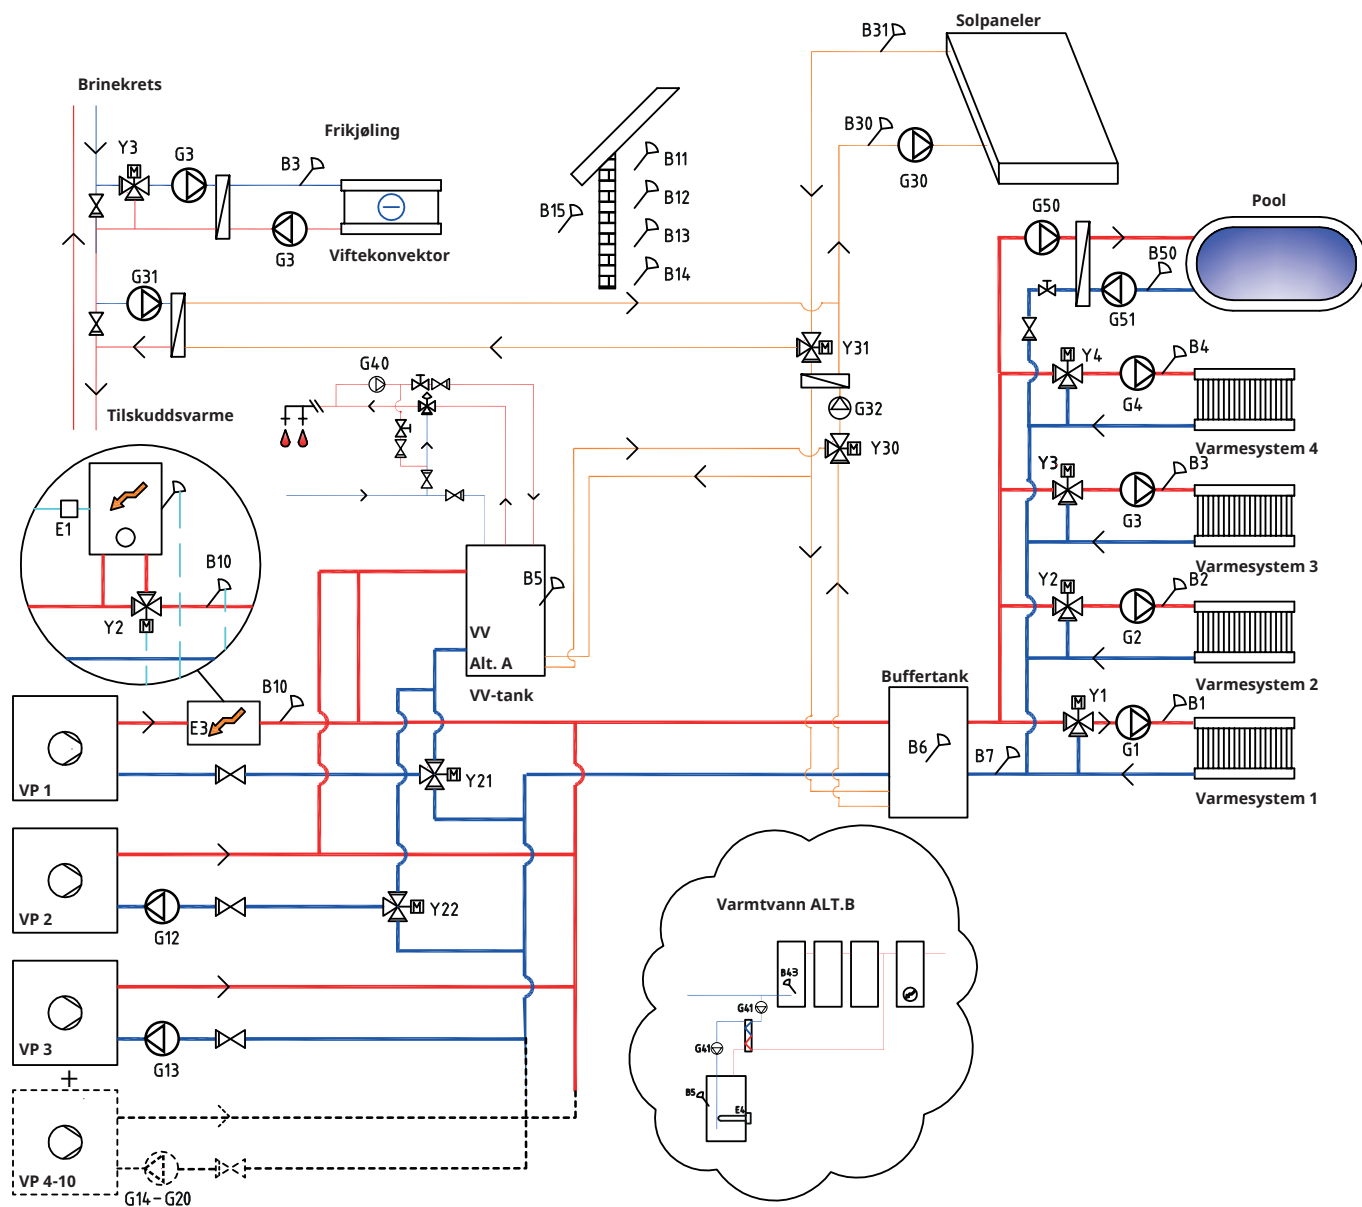 Solpaneler
B31
Brinekrets
Frikjøling
Y3
G3
B3
B30
G30
B11
B12
B15
B13
B14
G3
Viftekonvektor
G31
G50
Pool
B50
G51
Y31
Y4
B4
G4
Varmesystem 4
G40
G32
Y30
Tilskuddsvarme
E1
B10
Y2
Y3
B3
G3
Varmesystem 3
B5
VV
Alt. A
VV-tank
Y2
B2
G2
Varmesystem 2
Buffertank
B10
E3
VP 1
Y21
B6
B7
Y1
B1
G1
Varmesystem 1
VP 2
G12
Y22
Varmtvann ALT.B
B43
G41
G41
B5
E4
VP 3
G13
+
VP 4-10
G14-G20
M
M
M
M
M
M
M
M
M
M